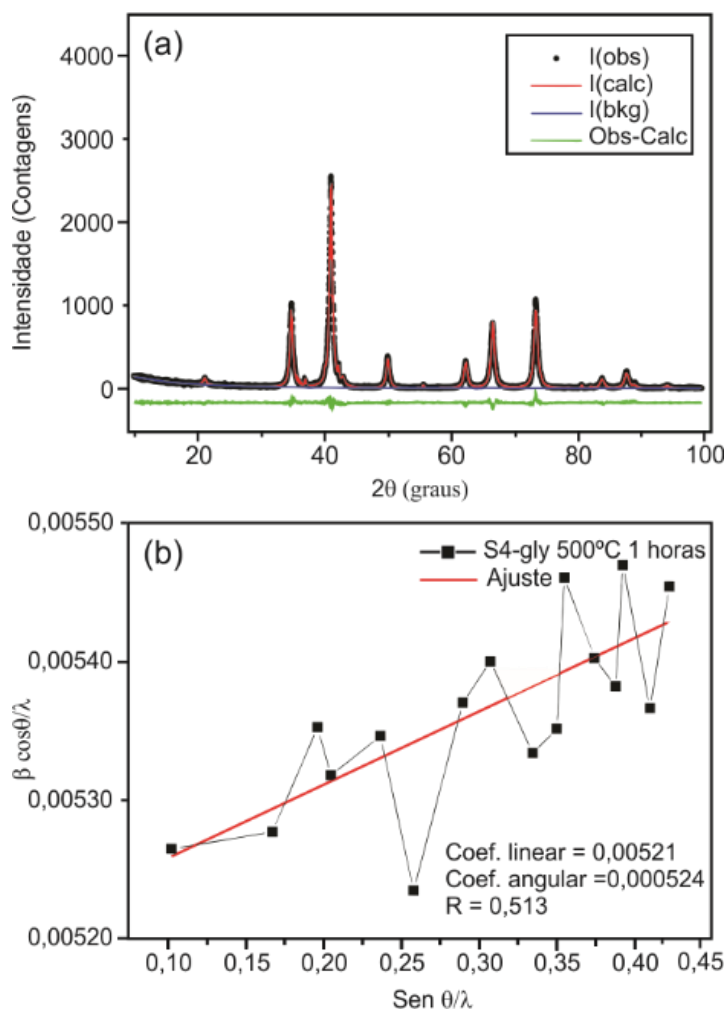 (a)
I(obs)
I(calc)
I(bkg)
Obs-Calc
Intensidade (Contagens)
4000
3000
2000
1000
0
20 40 60 80 100
2θ (graus)
(b)
S4-gly 500ºC 1 horas
Ajuste
β cosθ/λ
0,00550
0,00540
0,00530
0,00520
Coef. linear = 0,00521
Coef. angular =0,000524
R = 0,513
0,10 0,15 0,20 0,25 0,30 0,35 0,40 0,45
Sen θ/λ